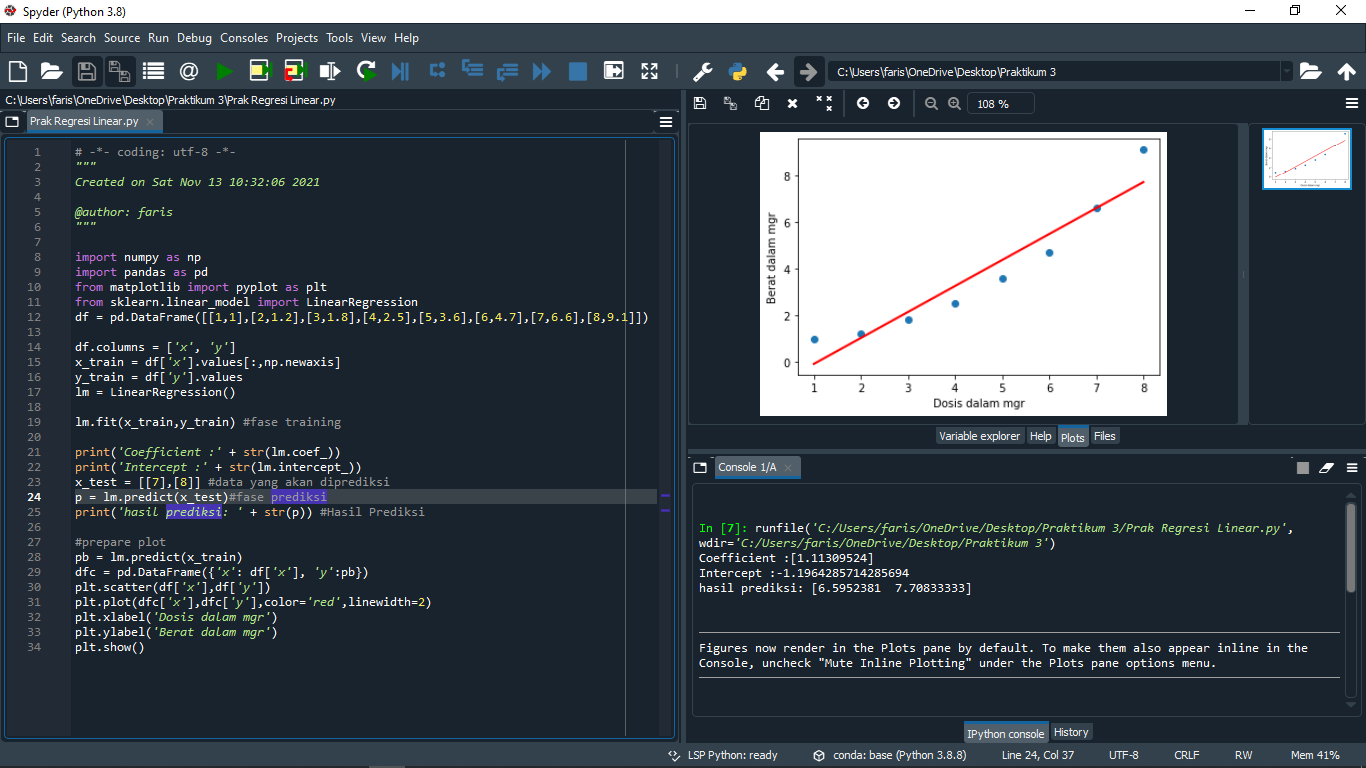 Spyder (Python 3.8)
File Edit Search Source Run Debug Consoles Projects Tools View Help
C:\Users\faris\OneDrive\Desktop\Praktikum 3
C:\Users\faris\OneDrive\Desktop\Praktikum 3\Prak Regresi Linear.py
Prak Regresi Linear.py
1 # -*- coding: utf-8 -*-
2 """
3 Created on Sat Nov 13 10:32:06 2021
4
5 @author: faris
6 """
7
8 import numpy as np
9 import pandas as pd
10 from matplotlib import pyplot as plt
11 from sklearn.linear_model import LinearRegression
12 df = pd.DataFrame([[1,1],[2,1.2],[3,1.8],[4,2.5],[5,3.6],[6,4.7],[7,6.6],[8,9.1]])
13
14 df.columns = ['x', 'y']
15 x_train = df['x'].values[:,np.newaxis]
16 y_train = df['y'].values
17 lm = LinearRegression()
18
19 lm.fit(x_train,y_train) #fase training
20
21 print('Coefficient :' + str(lm.coef_))
22 print('Intercept :' + str(lm.intercept_))
23 x_test = [[7],[8]] #data yang akan diprediksi
24 p = lm.predict(x_test)#fase prediksi
25 print('hasil prediksi: ' + str(p)) #Hasil Prediksi
26
27 #prepare plot
28 pb = lm.predict(x_train)
29 dfc = pd.DataFrame({'x': df['x'], 'y':pb})
30 plt.scatter(df['x'],df['y'])
31 plt.plot(dfc['x'],dfc['y'],color='red',linewidth=2)
32 plt.xlabel('Dosis dalam mgr')
33 plt.ylabel('Berat dalam mgr')
34 plt.show()
108 %
Berat dalam mgr
8
6
4
2
0
1 2 3 4 5 6 7 8
Dosis dalam mgr
Variable explorer Help Plots Files
Console 1/A
In [7]: runfile('C:/Users/faris/OneDrive/Desktop/Praktikum 3/Prak Regresi Linear.py',
wdir='C:/Users/faris/OneDrive/Desktop/Praktikum 3')
Coefficient :[1.11309524]
Intercept :-1.1964285714285694
hasil prediksi: [6.5952381  7.70833333]
Figures now render in the Plots pane by default. To make them also appear inline in the
Console, uncheck "Mute Inline Plotting" under the Plots pane options menu.
IPython console History
LSP Python: ready conda: base (Python 3.8.8) Line 24, Col 37 UTF-8 CRLF RW Mem 41%